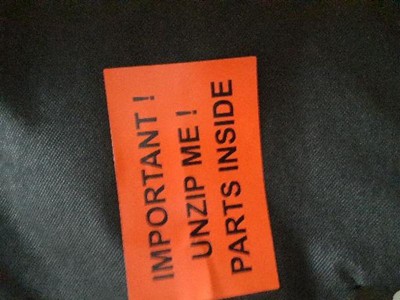 IMPORTANT !
UNZIP ME !
PARTS INSIDE